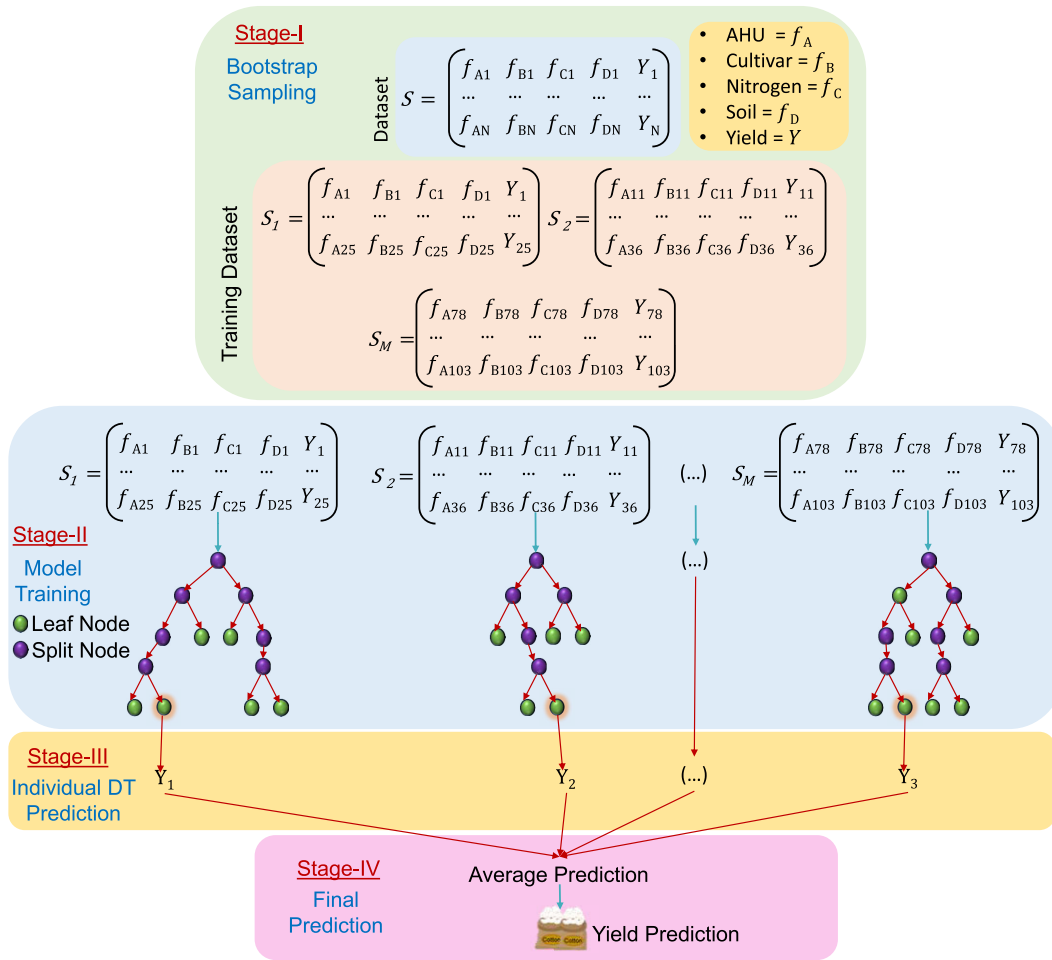 Stage-I
Bootstrap
Sampling
Dataset
S = ( f_A1 f_B1 f_C1 f_D1 Y_1
... ... ... ... ...
f_AN f_BN f_CN f_DN Y_N )
• AHU = f_A
• Cultivar = f_B
• Nitrogen = f_C
• Soil = f_D
• Yield = Y
Training Dataset
S_1 = ( f_A1 f_B1 f_C1 f_D1 Y_1
... ... ... ... ...
f_A25 f_B25 f_C25 f_D25 Y_25 )
S_2 = ( f_A11 f_B11 f_C11 f_D11 Y_11
... ... ... ... ...
f_A36 f_B36 f_C36 f_D36 Y_36 )
S_M = ( f_A78 f_B78 f_C78 f_D78 Y_78
... ... ... ... ...
f_A103 f_B103 f_C103 f_D103 Y_103 )
S_1 = ( f_A1 f_B1 f_C1 f_D1 Y_1
... ... ... ... ...
f_A25 f_B25 f_C25 f_D25 Y_25 )
S_2 = ( f_A11 f_B11 f_C11 f_D11 Y_11
... ... ... ... ...
f_A36 f_B36 f_C36 f_D36 Y_36 )
(...)
S_M = ( f_A78 f_B78 f_C78 f_D78 Y_78
... ... ... ... ...
f_A103 f_B103 f_C103 f_D103 Y_103 )
Stage-II
Model
Training
Leaf Node
Split Node
(...)
Stage-III
Individual DT
Prediction
Y_1
Y_2
(...)
Y_3
Stage-IV
Final
Prediction
Average Prediction
Cotton Cotton
Yield Prediction